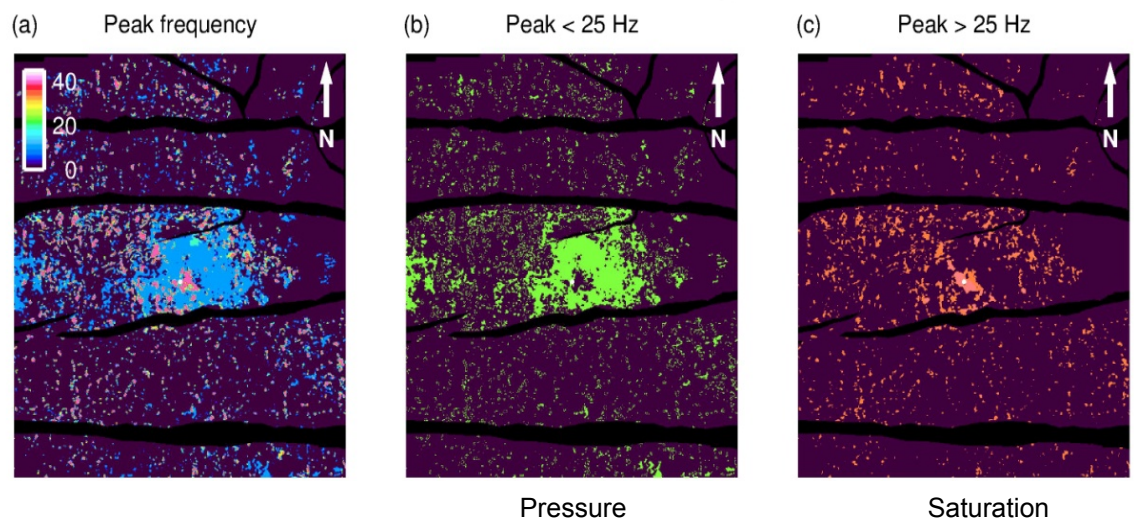 (a) Peak frequency
(b) Peak < 25 Hz
(c) Peak > 25 Hz
40
20
0
N
N
N
Pressure
Saturation